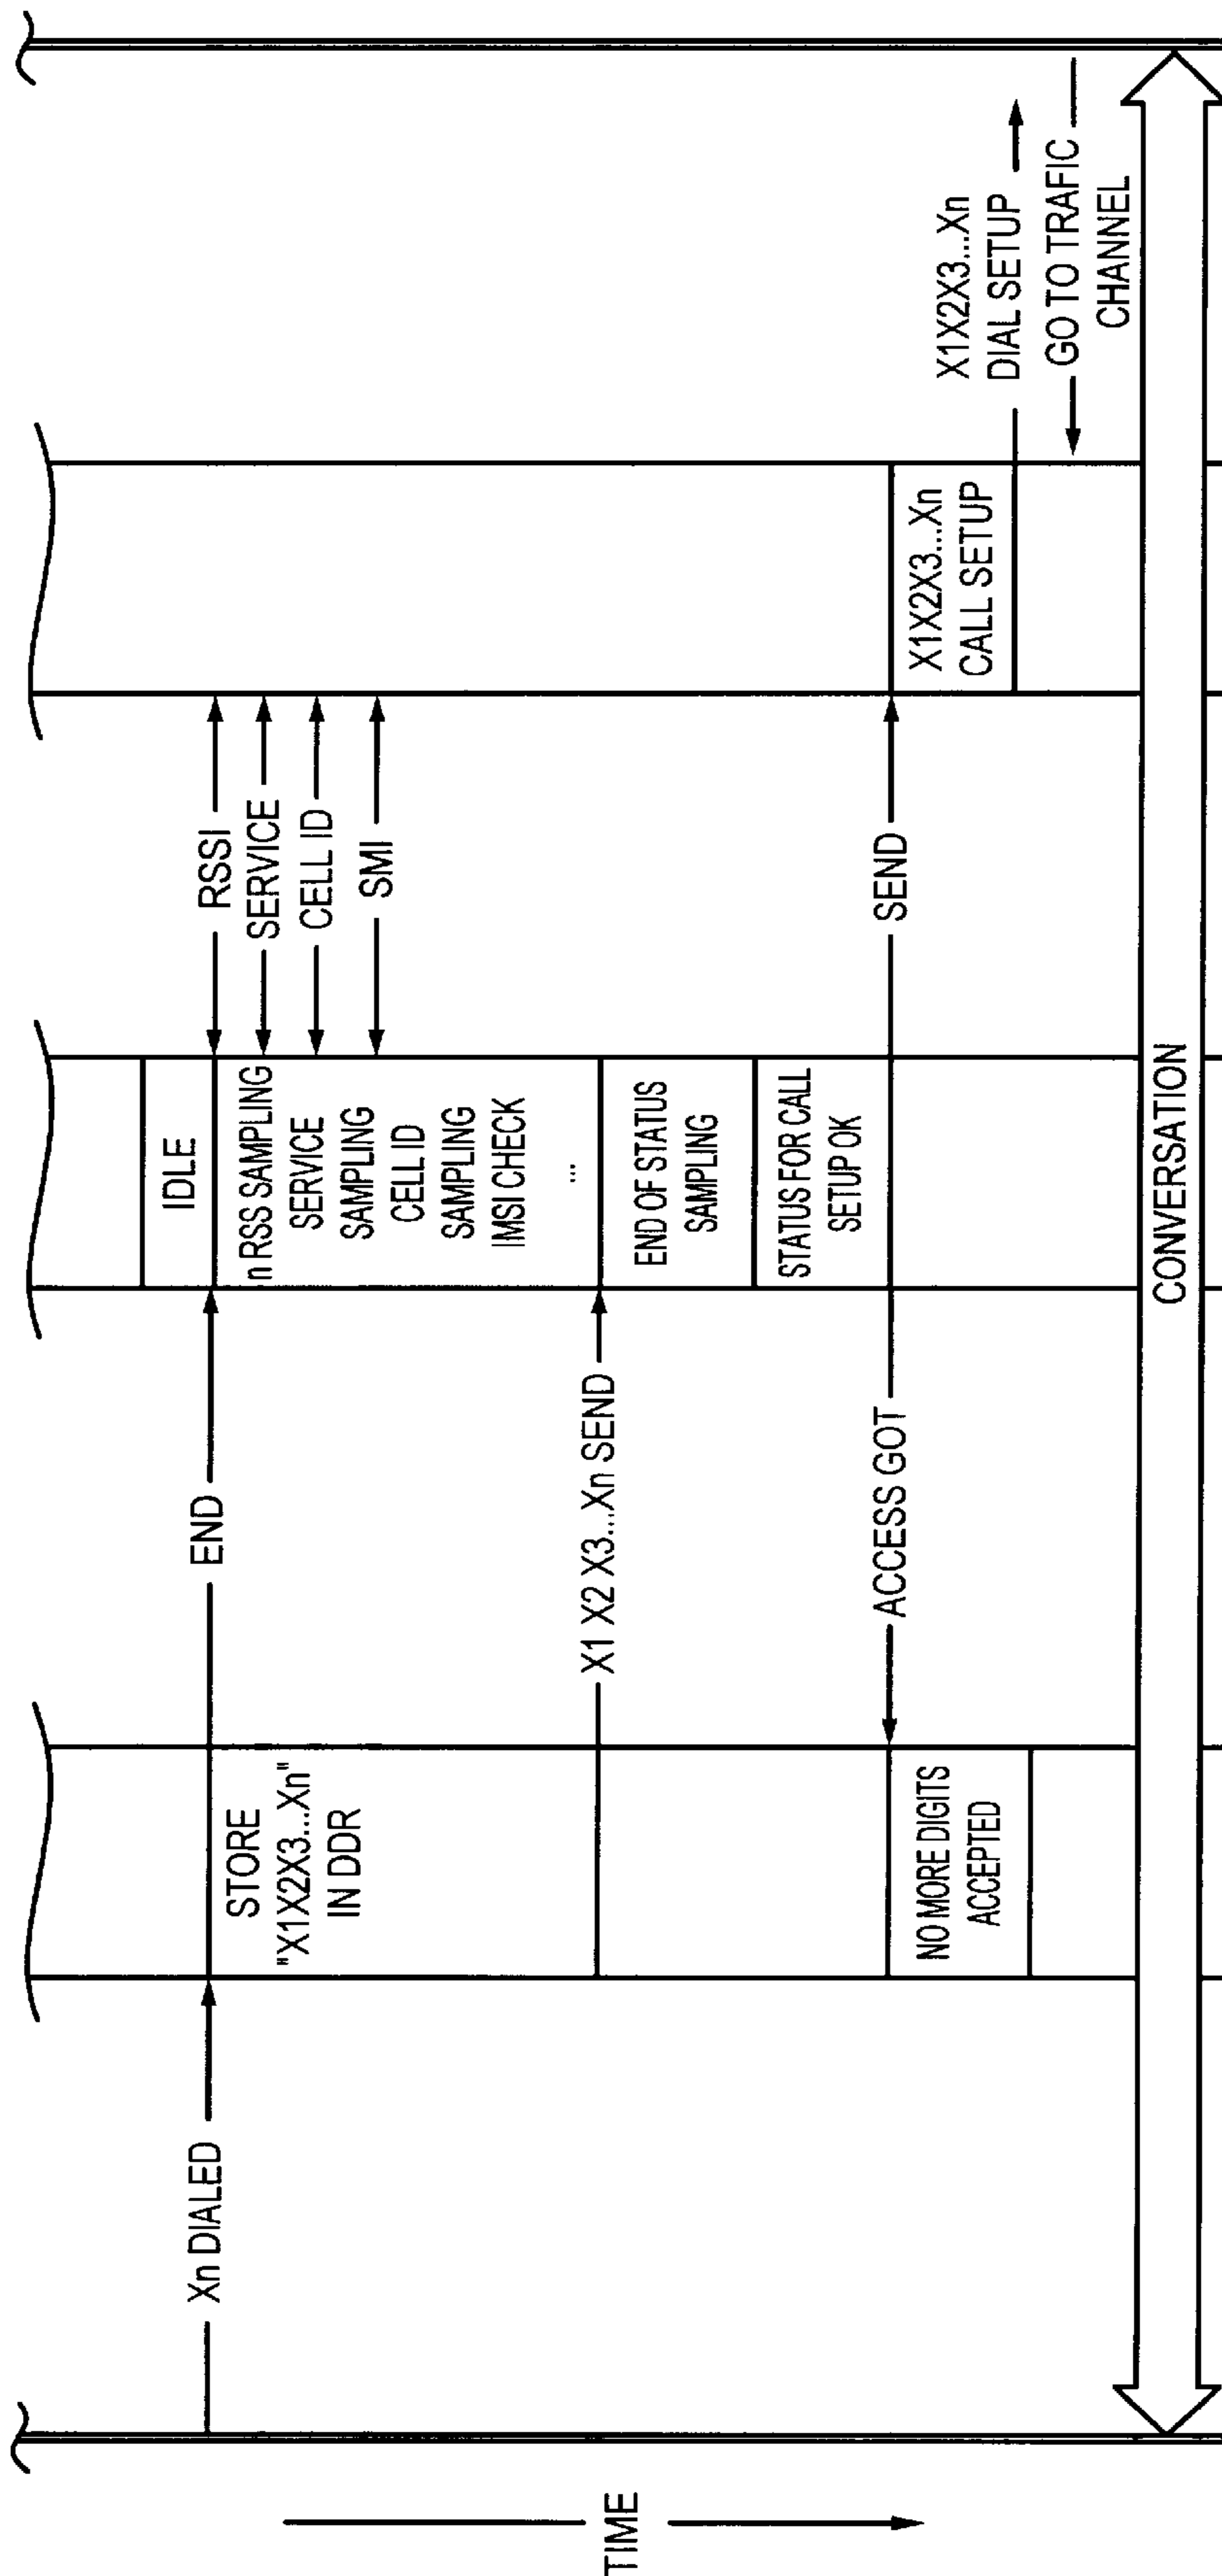 TIME
Xn DIALED
STORE
"X1X2X3...Xn"
IN DDR
NO MORE DIGITS
ACCEPTED
END
X1 X2 X3...Xn SEND
ACCESS GOT
IDLE
n RSS SAMPLING
SERVICE
SAMPLING
CELL ID
SAMPLING
IMSI CHECK
...
END OF STATUS
SAMPLING
STATUS FOR CALL
SETUP OK
RSSI
SERVICE
CELL ID
SMI
SEND
X1X2X3...Xn
CALL SETUP
X1X2X3...Xn
DIAL SETUP
GO TO TRAFIC
CHANNEL
CONVERSATION